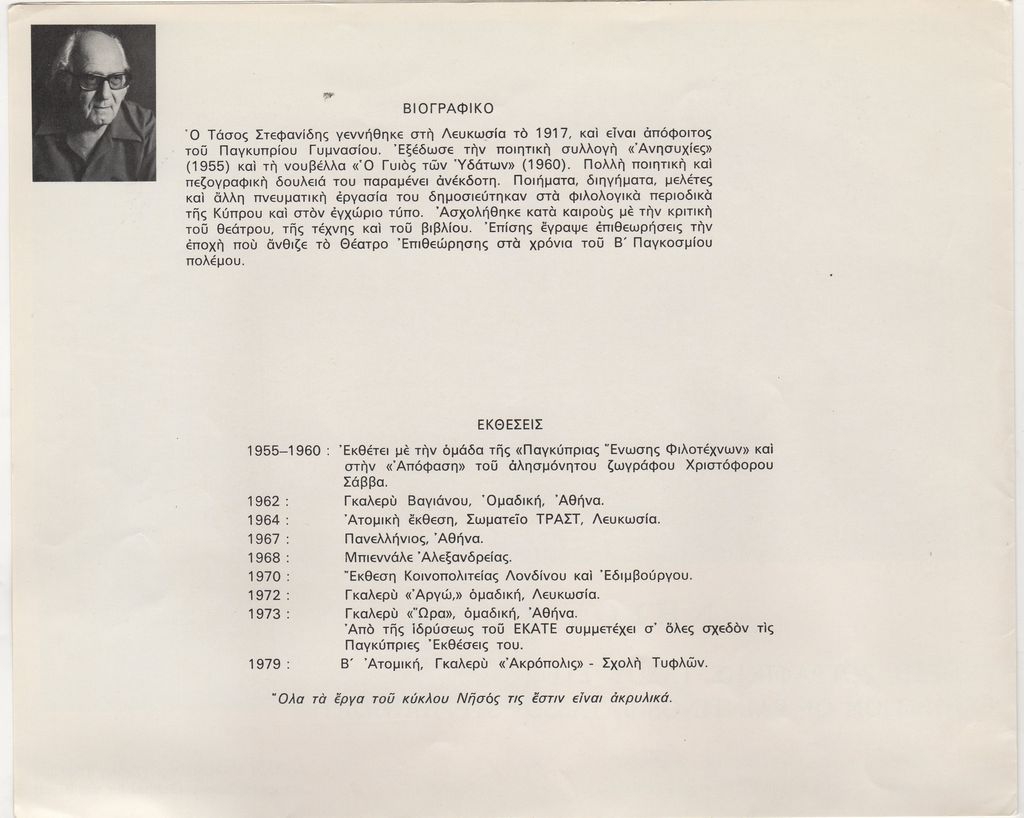 ΒΙΟΓΡΑΦΙΚΟ
Ὁ Τάσος Στεφανίδης γεννήθηκε στὴ Λευκωσία τὸ 1917, καὶ εἶναι ἀπόφοιτος
τοῦ Παγκυπρίου Γυμνασίου. Ἐξέδωσε τὴν ποιητικὴ συλλογὴ «Ἀνησυχίες»
(1955) καὶ τὴ νουβέλλα «Ὁ Γυιὸς τῶν Ὑδάτων» (1960). Πολλὴ ποιητικὴ καὶ
πεζογραφικὴ δουλειά του παραμένει ἀνέκδοτη. Ποιήματα, διηγήματα, μελέτες
καὶ ἄλλη πνευματικὴ ἐργασία του δημοσιεύτηκαν στὰ φιλολογικὰ περιοδικὰ
τῆς Κύπρου καὶ στὸν ἐγχώριο τύπο. Ἀσχολήθηκε κατὰ καιροὺς μὲ τὴν κριτικὴ
τοῦ θεάτρου, τῆς τέχνης καὶ τοῦ βιβλίου. Ἐπίσης ἔγραψε ἐπιθεωρήσεις τὴν
ἐποχὴ ποὺ ἄνθιζε τὸ Θέατρο Ἐπιθεώρησης στὰ χρόνια τοῦ Β΄ Παγκοσμίου
πολέμου.
ΕΚΘΕΣΕΙΣ
1955–1960 : Ἐκθέτει μὲ τὴν ὁμάδα τῆς «Παγκύπριας Ἕνωσης Φιλοτέχνων» καὶ
στὴν «Ἀπόφαση» τοῦ ἀλησμόνητου ζωγράφου Χριστόφορου
Σάββα.
1962 : Γκαλερὺ Βαγιάνου, Ὁμαδική, Ἀθήνα.
1964 : Ἀτομικὴ ἔκθεση, Σωματεῖο ΤΡΑΣΤ, Λευκωσία.
1967 : Πανελλήνιος, Ἀθήνα.
1968 : Μπιεννάλε Ἀλεξανδρείας.
1970 : Ἔκθεση Κοινοπολιτείας Λονδίνου καὶ Ἐδιμβούργου.
1972 : Γκαλερὺ «Ἀργώ,» ὁμαδική, Λευκωσία.
1973 : Γκαλερὺ «Ὥρα», ὁμαδική, Ἀθήνα.
Ἀπὸ τῆς ἱδρύσεως τοῦ ΕΚΑΤΕ συμμετέχει σ' ὅλες σχεδὸν τὶς
Παγκύπριες Ἐκθέσεις του.
1979 : Β΄ Ἀτομική, Γκαλερὺ «Ἀκρόπολις» - Σχολὴ Τυφλῶν.
Ὅλα τὰ ἔργα τοῦ κύκλου Νῆσός τις ἔστιν εἶναι ἀκρυλικά.